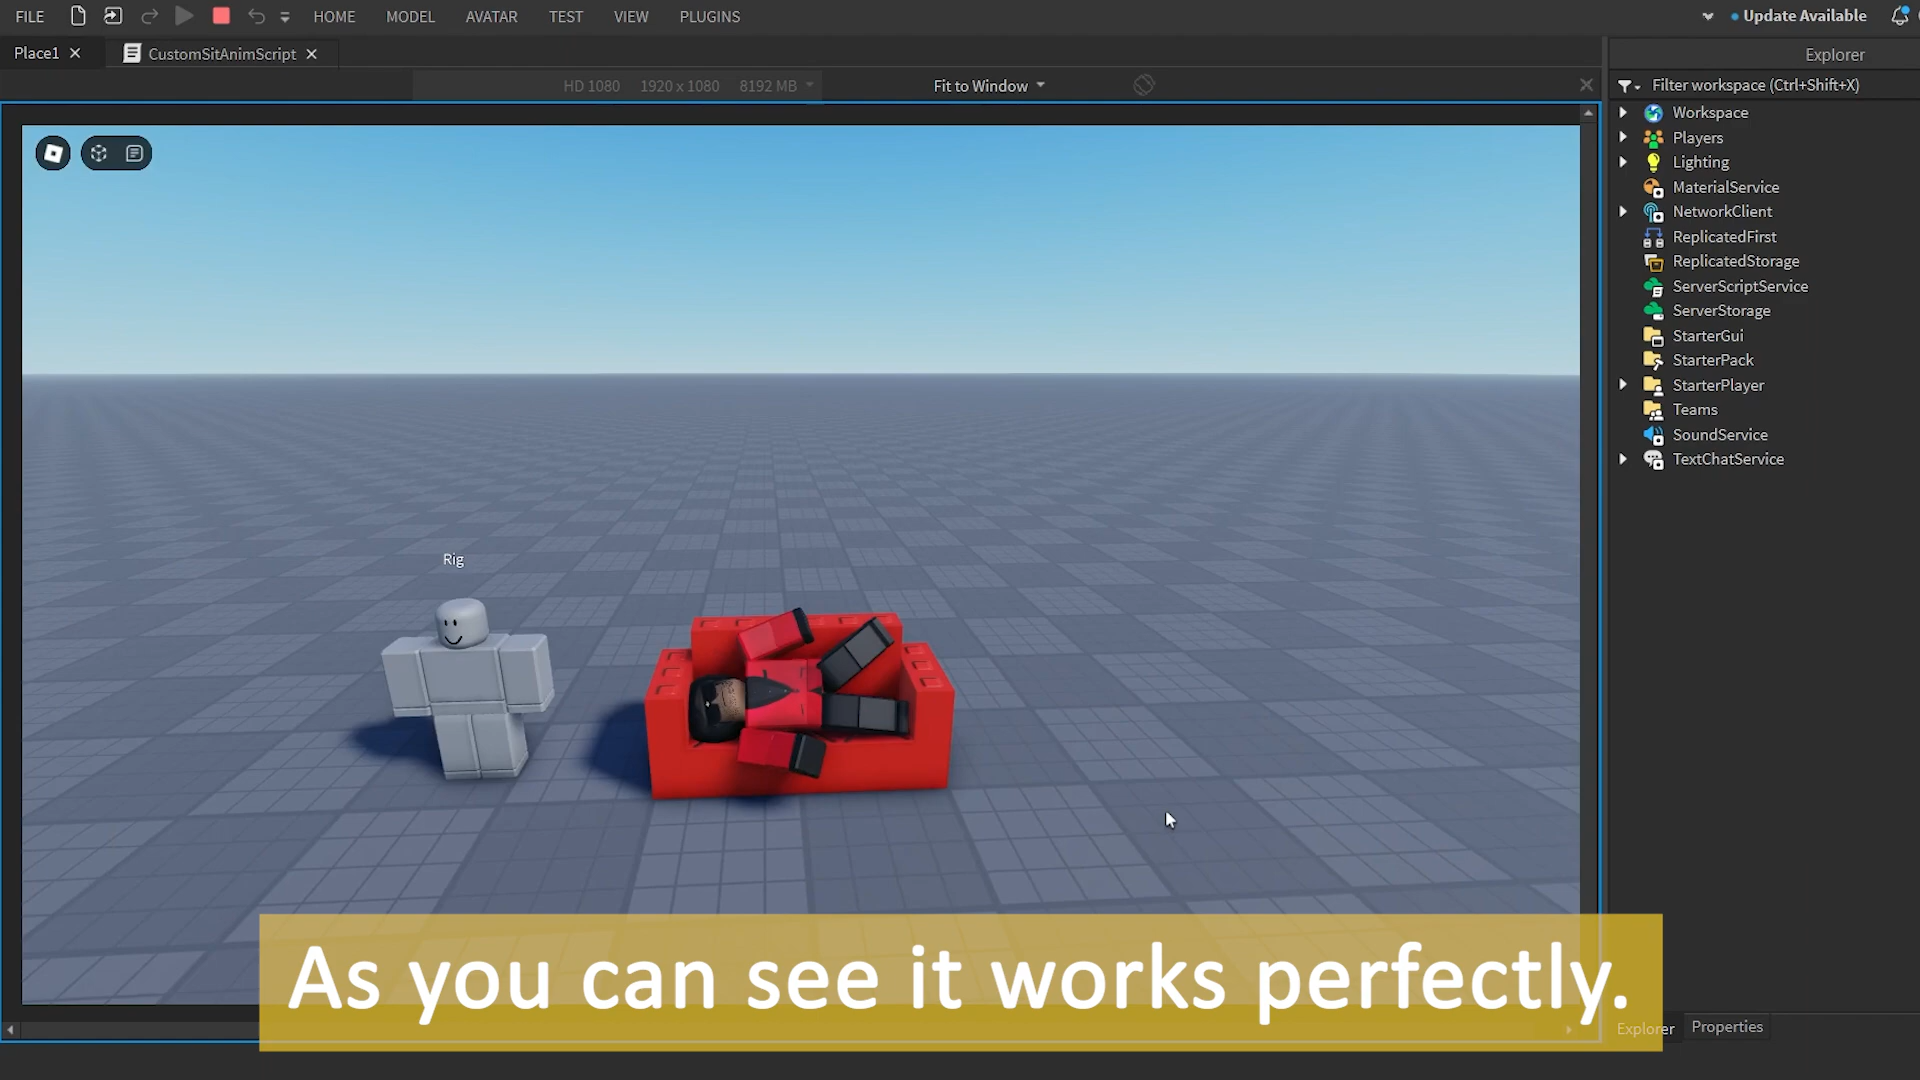 FILE HOME MODEL AVATAR TEST VIEW PLUGINS Update Available
Place1 CustomSitAnimScript Explorer
HD 1080 1920 x 1080 8192 MB Fit to Window
Filter workspace (Ctrl+Shift+X)
Workspace
Players
Lighting
MaterialService
NetworkClient
ReplicatedFirst
ReplicatedStorage
ServerScriptService
ServerStorage
StarterGui
StarterPack
StarterPlayer
Teams
SoundService
TextChatService
Rig
As you can see it works perfectly.
Explorer Properties